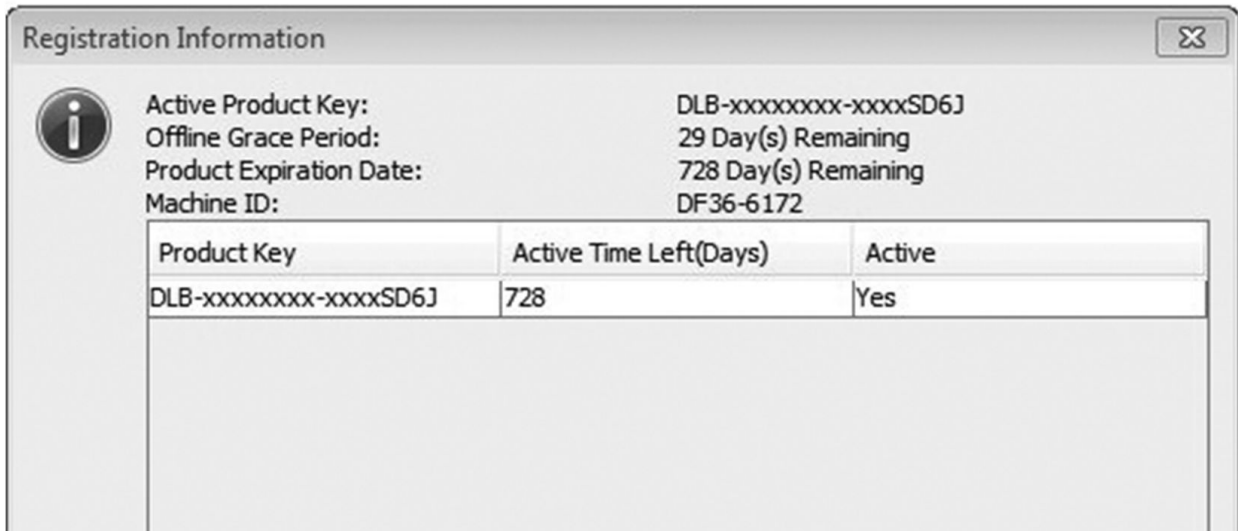 Registration Information
Active Product Key: DLB-xxxxxxxx-xxxxSD6J
Offline Grace Period: 29 Day(s) Remaining
Product Expiration Date: 728 Day(s) Remaining
Machine ID: DF36-6172
Product Key Active Time Left(Days) Active
DLB-xxxxxxxx-xxxxSD6J 728 Yes